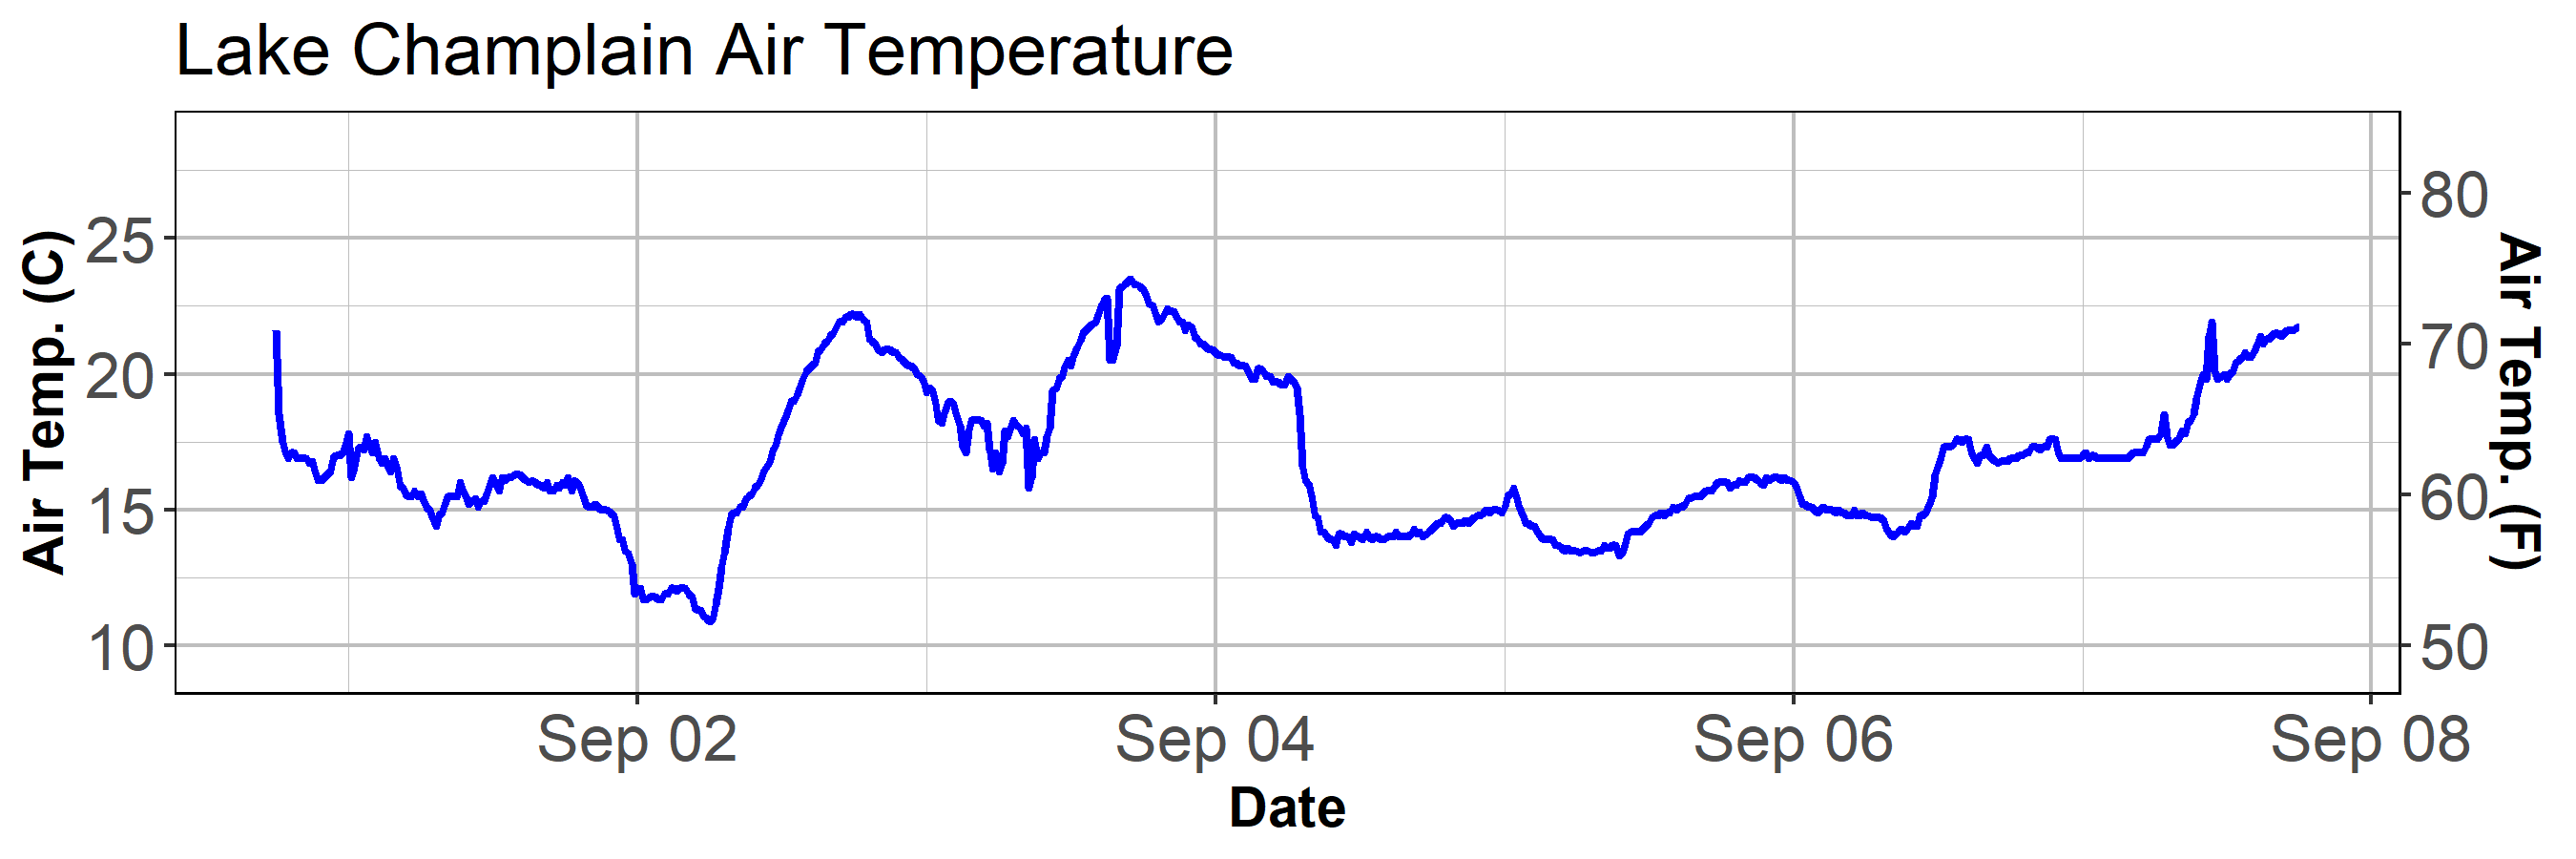 Lake Champlain Air Temperature
Air Temp. (C)
25
20
15
10
80
70
60
50
Air Temp. (F)
Sep 02 Sep 04 Sep 06 Sep 08
Date